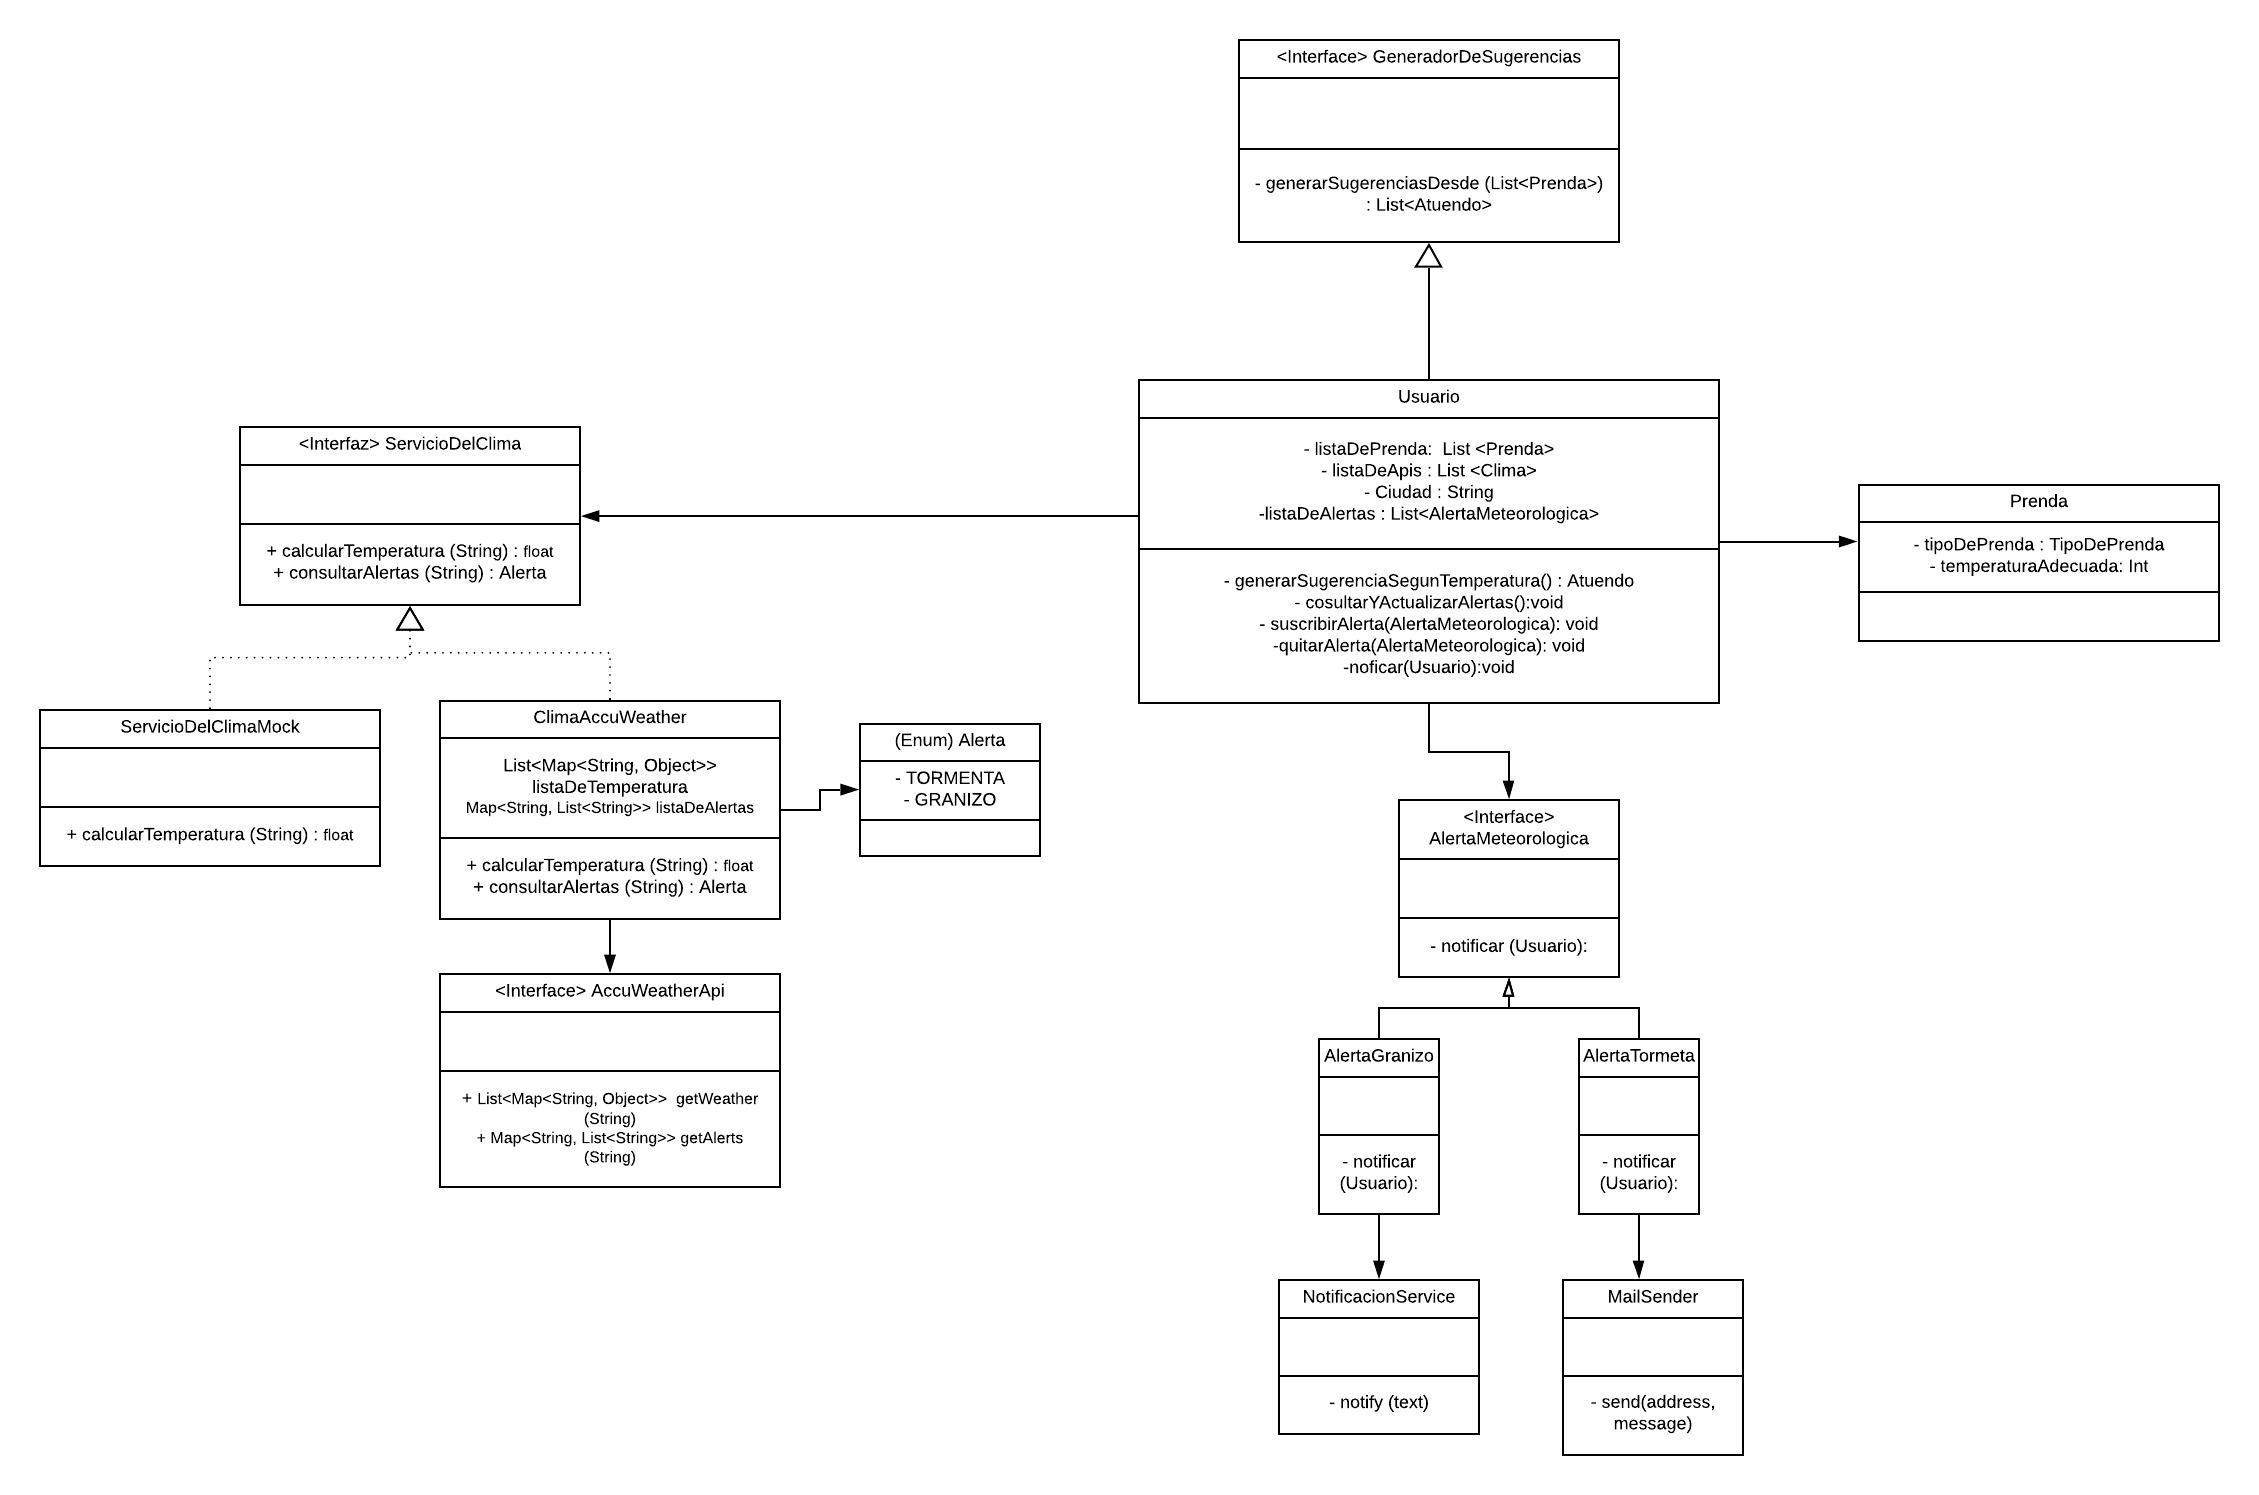 <Interface> GeneradorDeSugerencias
- generarSugerenciasDesde (List<Prenda>)
: List<Atuendo>
Usuario
- listaDePrenda:  List <Prenda>
- listaDeApis : List <Clima>
- Ciudad : String
-listaDeAlertas : List<AlertaMeteorologica>
- generarSugerenciaSegunTemperatura() : Atuendo
- cosultarYActualizarAlertas():void
- suscribirAlerta(AlertaMeteorologica): void
-quitarAlerta(AlertaMeteorologica): void
-noficar(Usuario):void
<Interfaz> ServicioDelClima
+ calcularTemperatura (String) : float
+ consultarAlertas (String) : Alerta
Prenda
- tipoDePrenda : TipoDePrenda
- temperaturaAdecuada: Int
ServicioDelClimaMock
+ calcularTemperatura (String) : float
ClimaAccuWeather
List<Map<String, Object>>
listaDeTemperatura
Map<String, List<String>> listaDeAlertas
+ calcularTemperatura (String) : float
+ consultarAlertas (String) : Alerta
(Enum) Alerta
- TORMENTA
- GRANIZO
<Interface>
AlertaMeteorologica
- notificar (Usuario):
<Interface> AccuWeatherApi
+ List<Map<String, Object>>  getWeather
(String)
+ Map<String, List<String>> getAlerts
(String)
AlertaGranizo
- notificar
(Usuario):
AlertaTormeta
- notificar
(Usuario):
NotificacionService
- notify (text)
MailSender
- send(address,
message)